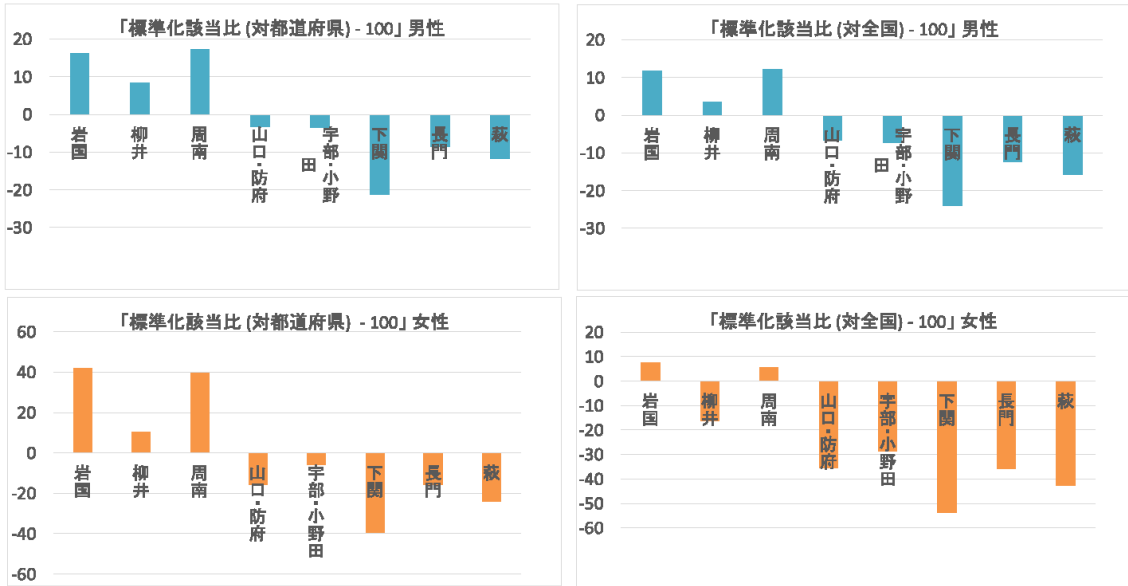 「標準化該当比 (対都道府県) - 100」 男性
20
10
0
-10
-20
-30
岩国
柳井
周南
山口・防府
宇部・小野田
下関
長門
萩
「標準化該当比 (対全国) - 100」 男性
20
10
0
-10
-20
-30
岩国
柳井
周南
山口・防府
宇部・小野田
下関
長門
萩
「標準化該当比 (対都道府県) - 100」 女性
60
40
20
0
-20
-40
-60
岩国
柳井
周南
山口・防府
宇部・小野田
下関
長門
萩
「標準化該当比 (対全国) - 100」 女性
20
10
0
-10
-20
-30
-40
-50
-60
岩国
柳井
周南
山口・防府
宇部・小野田
下関
長門
萩